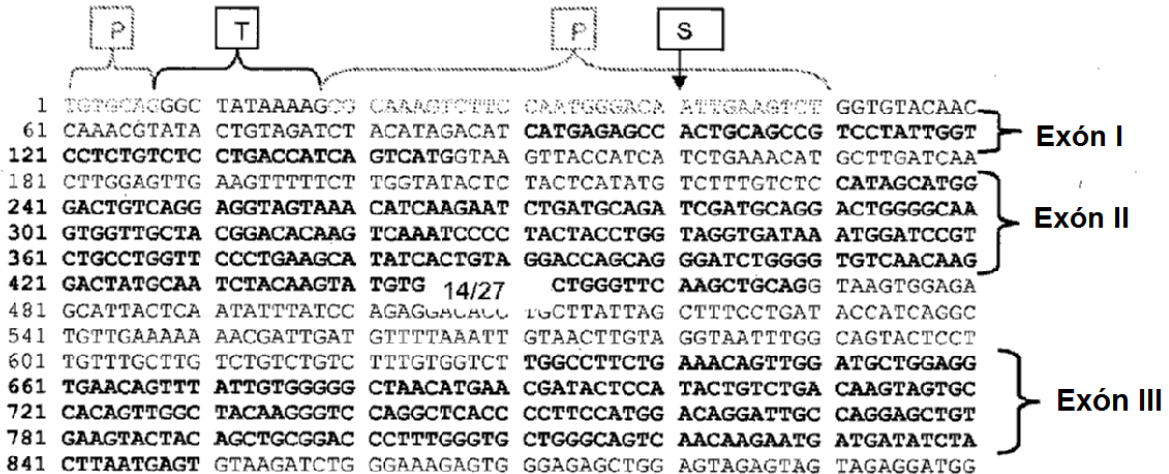 P T P S
1 TGTGCAGGGC TATAAAAGCG CAAAGTCTTC CAATGGGACA ATTGAAGTCT GGTGTACAAC
61 CAAACGTATA CTGTAGATCT ACATAGACAT CATGAGAGCC ACTGCAGCCG TCCTATTGGT
Exón I
121 CCTCTGTCTC CTGACCATCA GTCATGGTAA GTTACCATCA TCTGAAACAT GCTTGATCAA
181 CTTGGAGTTG AAGTTTTTCT TGGTATACTC TACTCATATG TCTTTGTCTC CATAGCATGG
241 GACTGTCAGG AGGTAGTAAA CATCAAGAAT CTGATGCAGA TCGATGCAGG ACTGGGGCAA
Exón II
301 GTGGTTGCTA CGGACACAAG TCAAATCCCC TACTACCTGG TAGGTGATAA ATGGATCCGT
361 CTGCCTGGTT CCCTGAAGCA TATCACTGTA GGACCAGCAG GGATCTGGGG TGTCAACAAG
421 GACTATGCAA TCTACAAGTA TGTG 14/27 CTGGGTTC AAGCTGCAGG TAAGTGGAGA
481 GCATTACTCA ATATTTATCC AGAGGACACC TGCTTATTAGC TTTCCTGAT ACCATCAGGC
541 TGTTGAAAAA AACGATTGAT GTTTTAAATT GTAACTTGTA GGTAATTTGG CAGTACTCCT
601 TGTTTGCTTG TCTGTCTGTC TTTGTGGTCT TGGCCTTCTG AAACAGTTGG ATGCTGGAGG
661 TGAACAGTTT ATTGTGGGGG CTAACATGAA CGATACTCCA TACTGTCTGA CAAGTAGTGC
Exón III
721 CACAGTTGGC TACAAGGGTC CAGGCTCACC CCTTCCATGG ACAGGATTGC CAGGAGCTGT
781 GAAGTACTAC AGCTGCGGAC CCTTTGGGTG CTGGGCAGTC AACAAGAATG ATGATATCTA
841 CTTAATGAGT GTAAGATCTG GGAAAGAGTG GGAGAGCTGG AGTAGAGTAG TAGAGGATGG